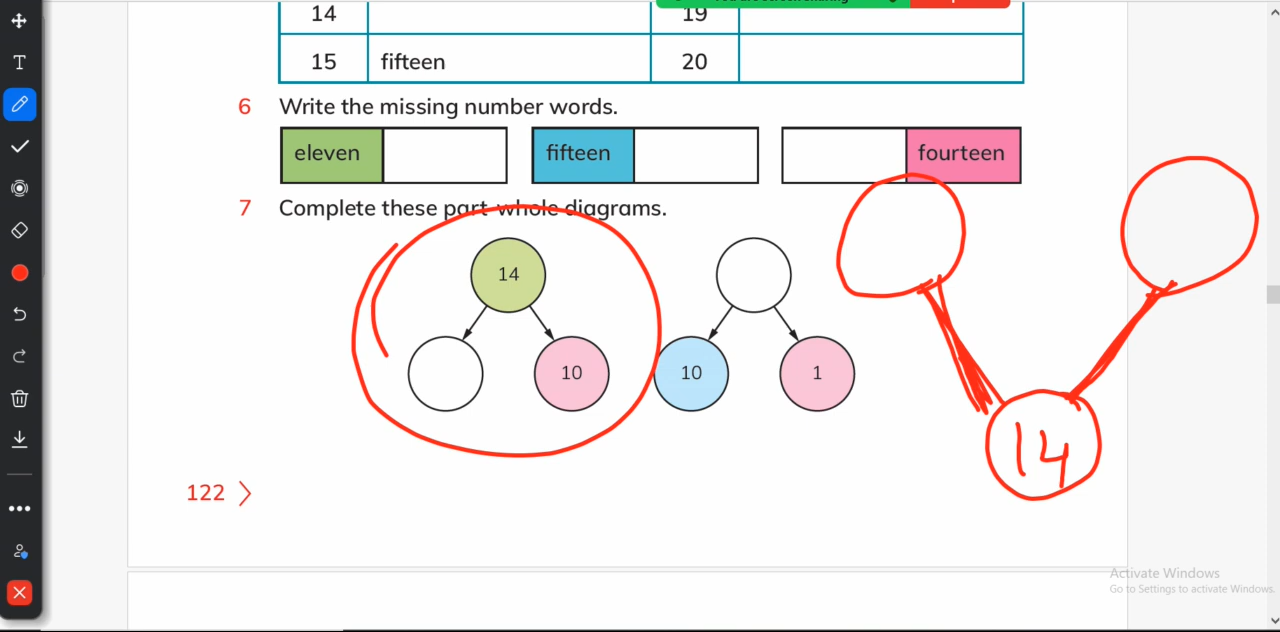 14 19
15 fifteen 20
6 Write the missing number words.
eleven fifteen fourteen
7 Complete these part-whole diagrams.
14
10 10 1
14
122
Activate Windows
Go to Settings to activate Windows.
T